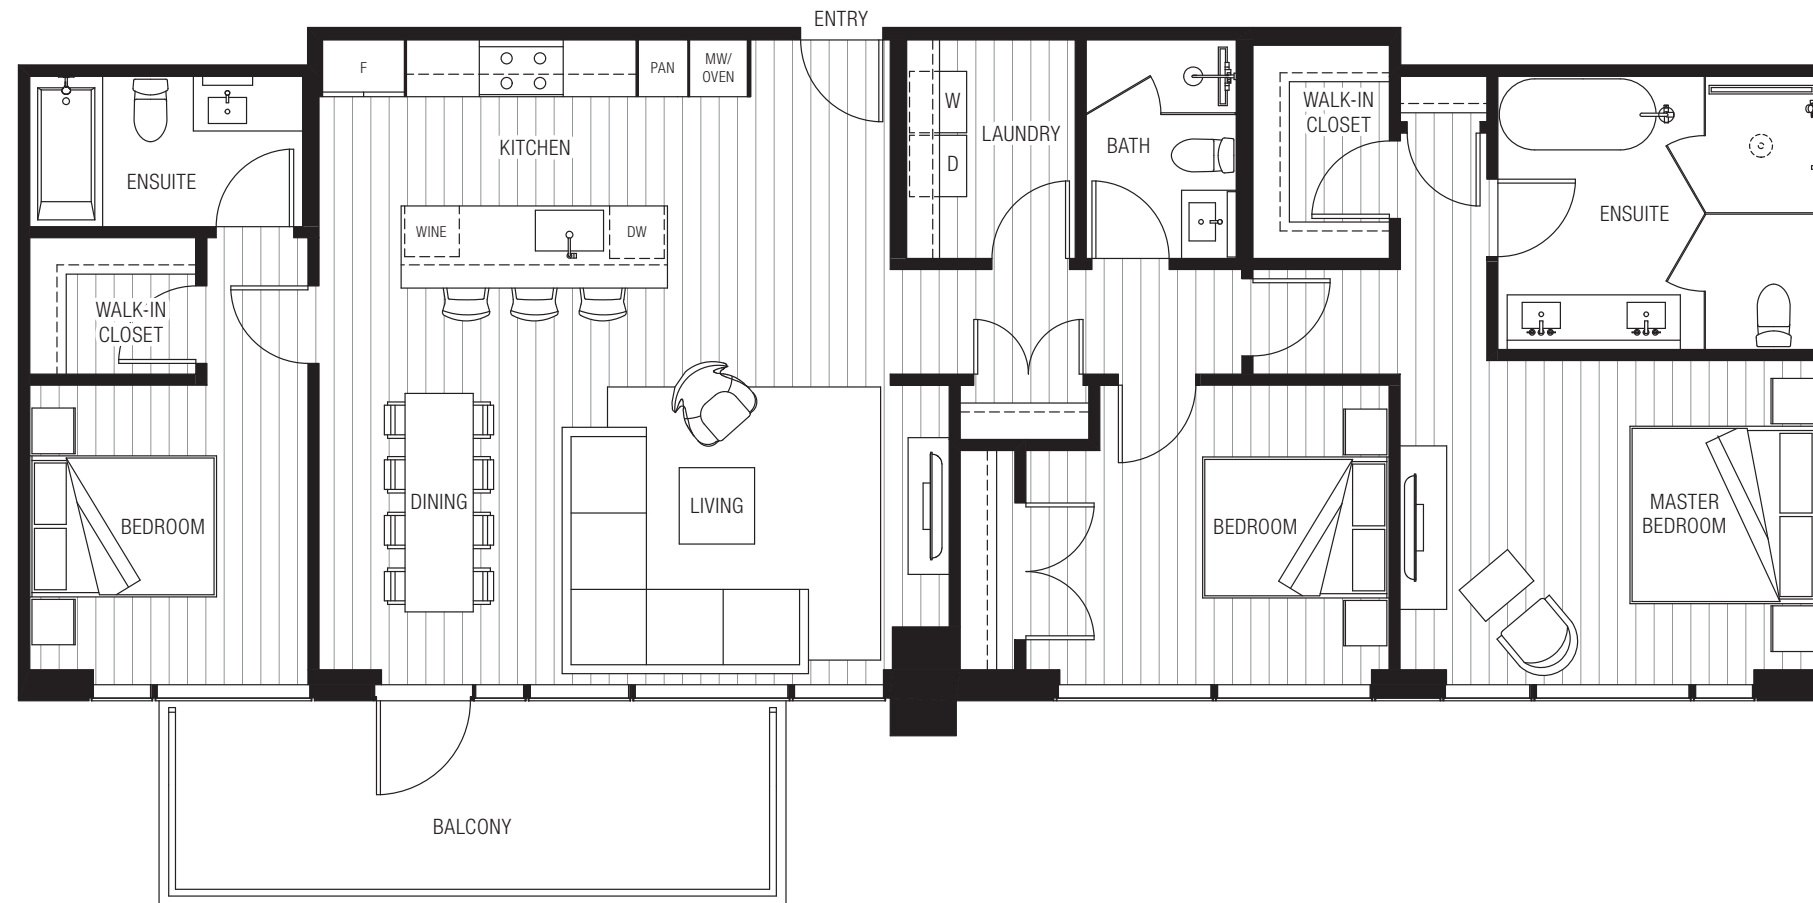 ENTRY
F
PAN
MW/
OVEN
KITCHEN
ENSUITE
WINE
DW
WALK-IN
CLOSET
W
D
LAUNDRY
BATH
WALK-IN
CLOSET
ENSUITE
BEDROOM
DINING
LIVING
BEDROOM
MASTER
BEDROOM
BALCONY